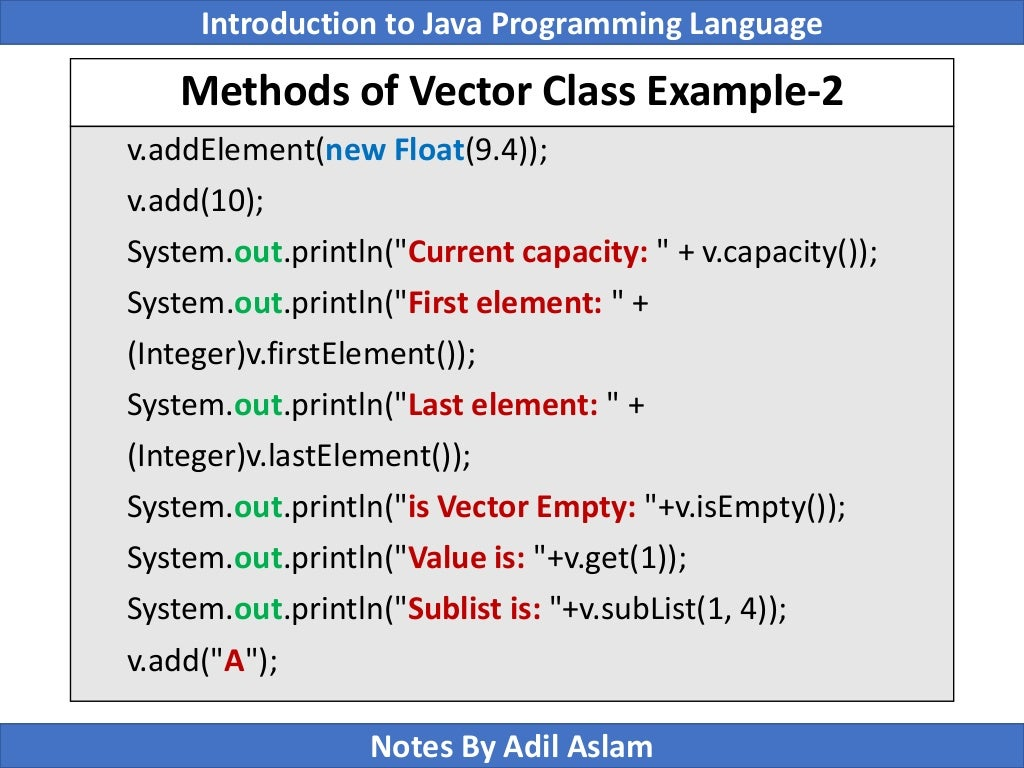 Introduction to Java Programming Language
Methods of Vector Class Example-2
v.addElement(new Float(9.4));
v.add(10);
System.out.println("Current capacity: " + v.capacity());
System.out.println("First element: " +
(Integer)v.firstElement());
System.out.println("Last element: " +
(Integer)v.lastElement());
System.out.println("is Vector Empty: "+v.isEmpty());
System.out.println("Value is: "+v.get(1));
System.out.println("Sublist is: "+v.subList(1, 4));
v.add("A");
Notes By Adil Aslam